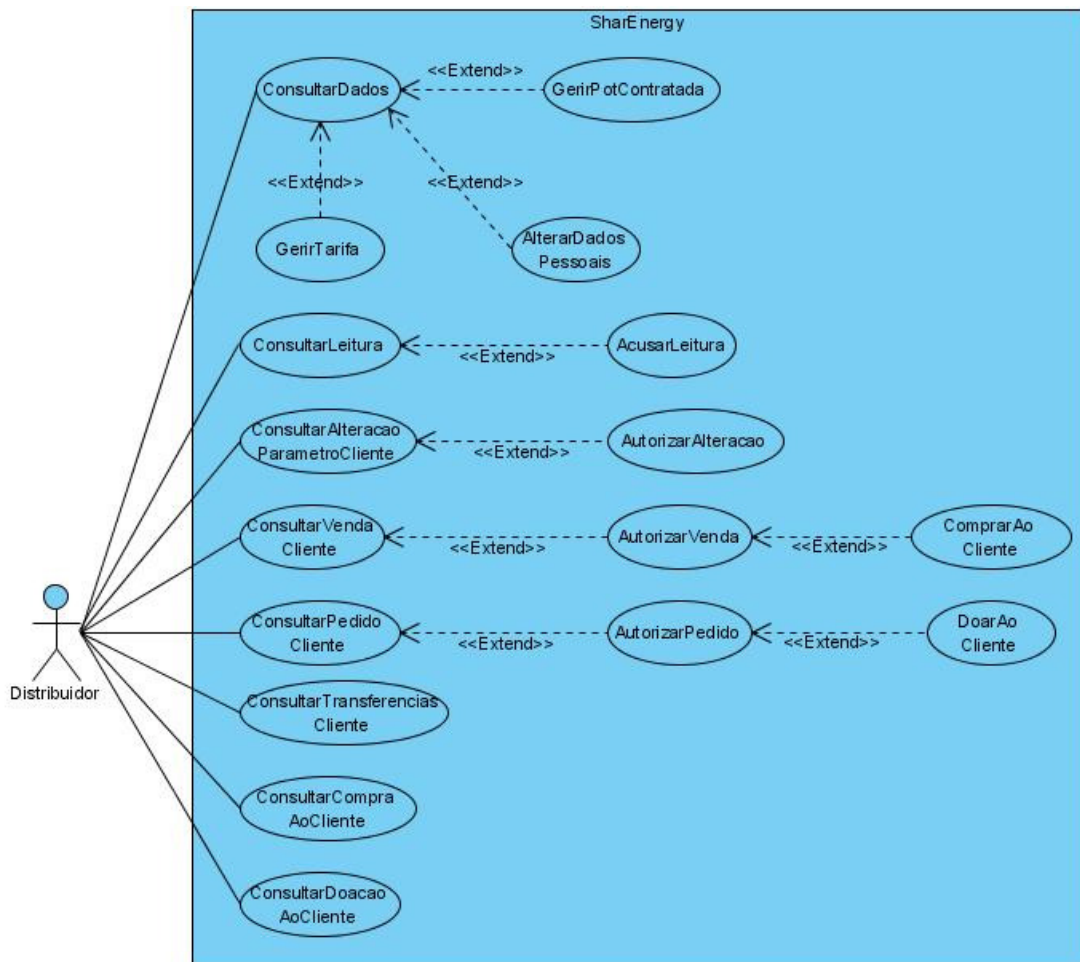 SharEnergy
ConsultarDados
<<Extend>>
GerirPotContratada
<<Extend>>
<<Extend>>
GerirTarifa
AlterarDados
Pessoais
ConsultarLeitura
<<Extend>>
AcusarLeitura
ConsultarAlteracao
ParametroCliente
<<Extend>>
AutorizarAlteracao
ConsultarVenda
Cliente
<<Extend>>
AutorizarVenda
<<Extend>>
ComprarAo
Cliente
ConsultarPedido
Cliente
<<Extend>>
AutorizarPedido
<<Extend>>
DoarAo
Cliente
Distribuidor
ConsultarTransferencias
Cliente
ConsultarCompra
AoCliente
ConsultarDoacao
AoCliente